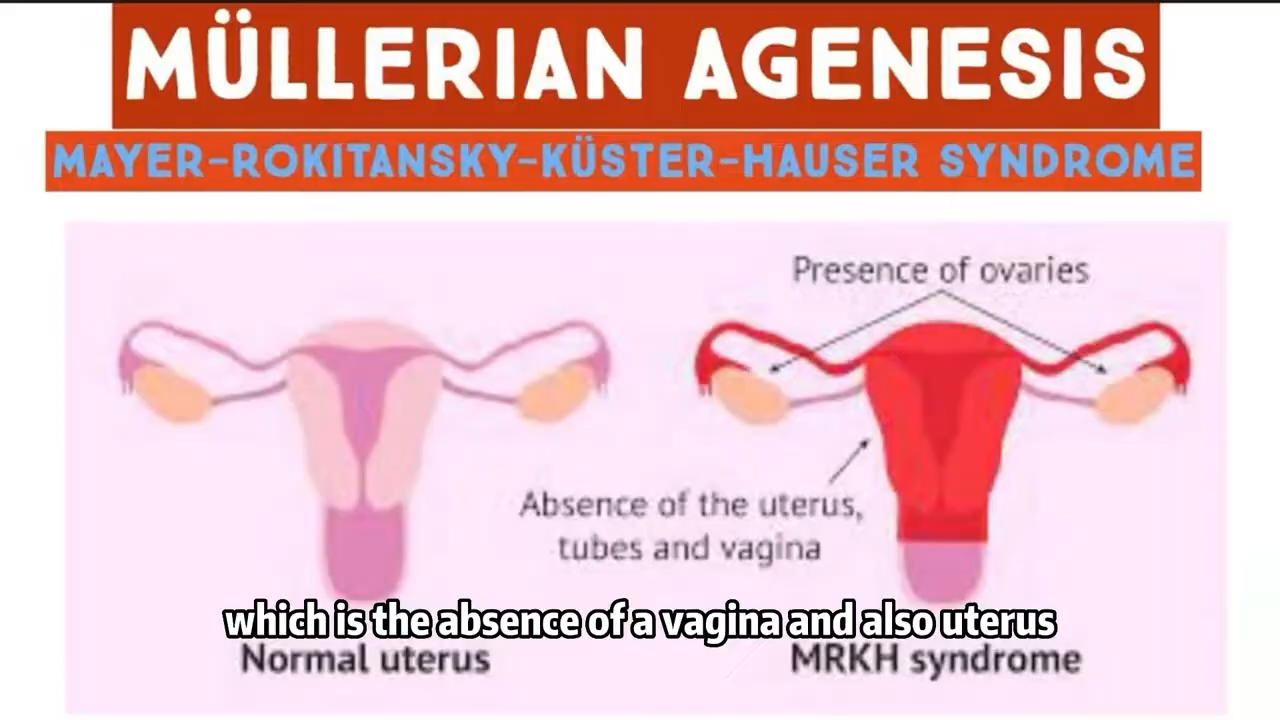 MÜLLERIAN AGENESIS
MAYER-ROKITANSKY-KÜSTER-HAUSER SYNDROME
Presence of ovaries
Absence of the uterus,
tubes and vagina
which is the absence of a vagina and also uterus
Normal uterus
MRKH syndrome